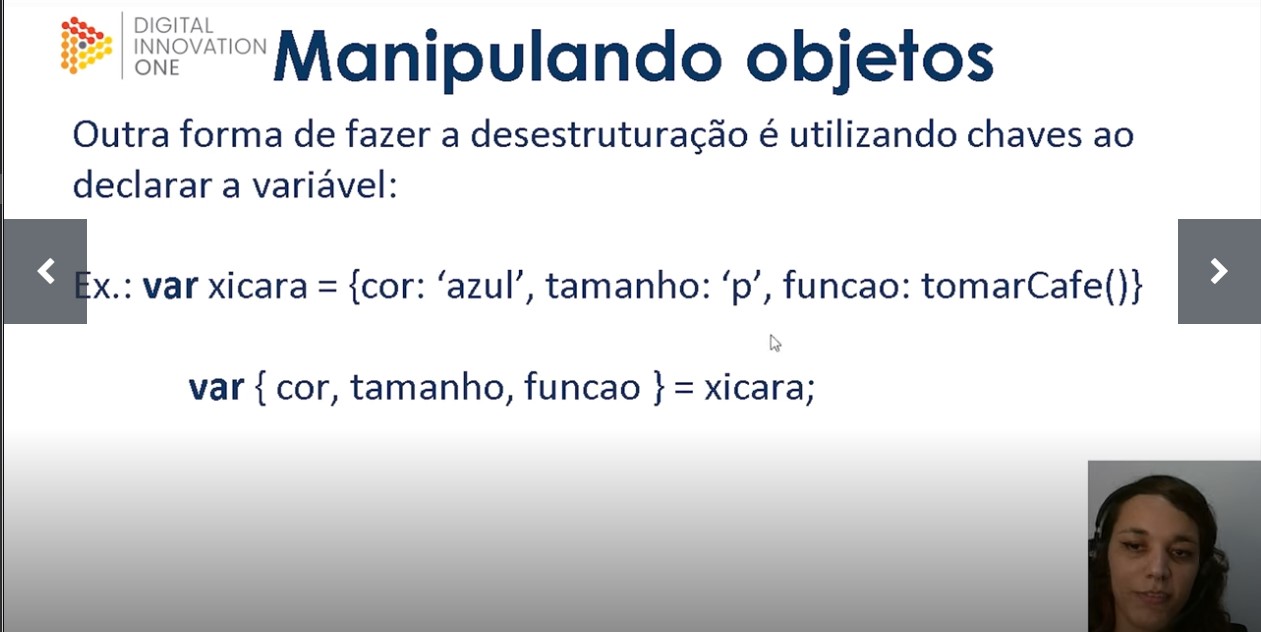 DIGITAL
INNOVATION
ONE
Manipulando objetos
Outra forma de fazer a desestruturação é utilizando chaves ao
declarar a variável:
Ex.: var xicara = {cor: ‘azul’, tamanho: ‘p’, funcao: tomarCafe()}
var { cor, tamanho, funcao } = xicara;